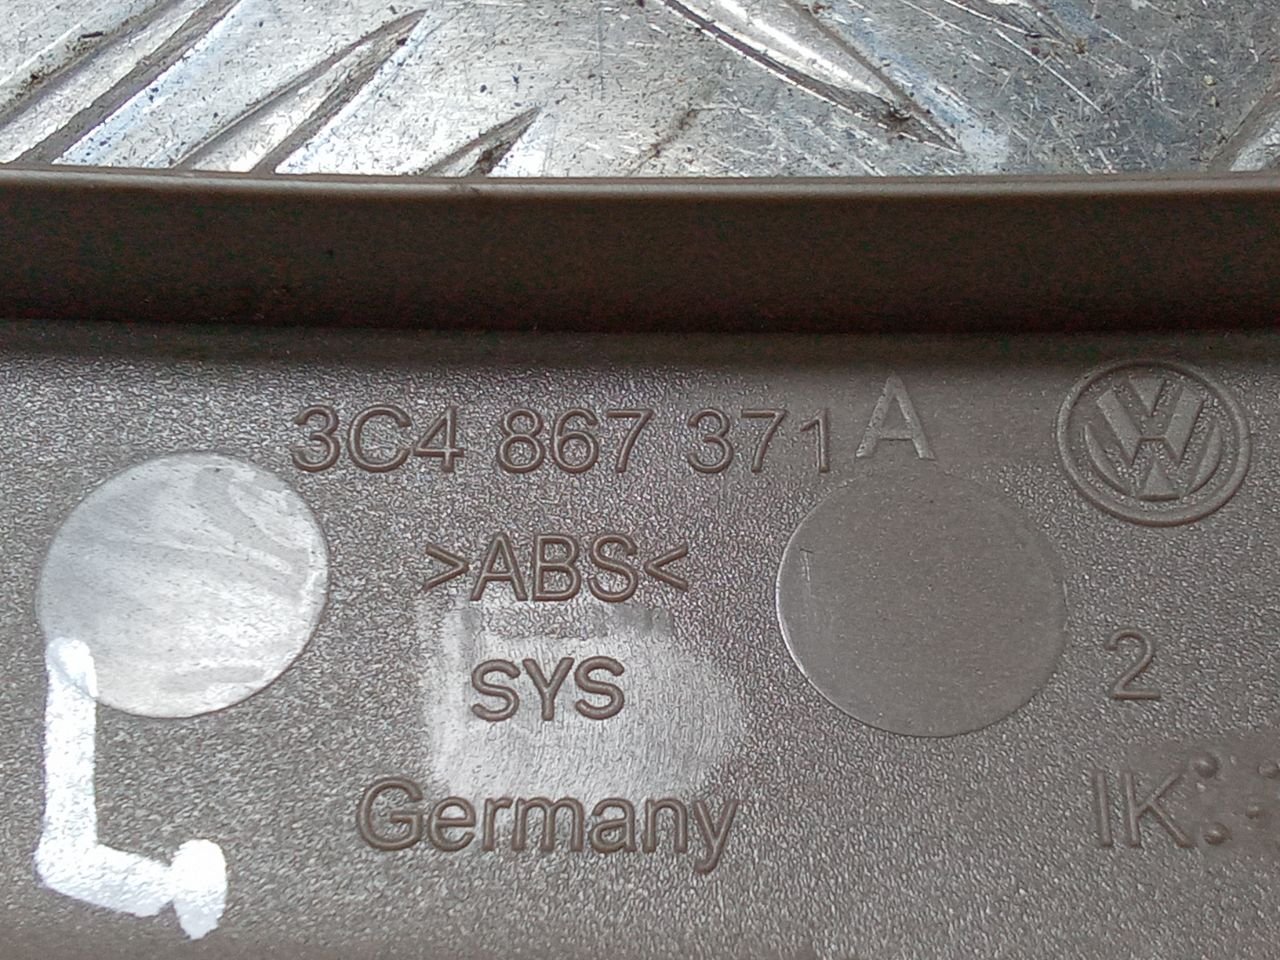 3C4 867 371 A
>ABS<
SYS
2
Germany
IK